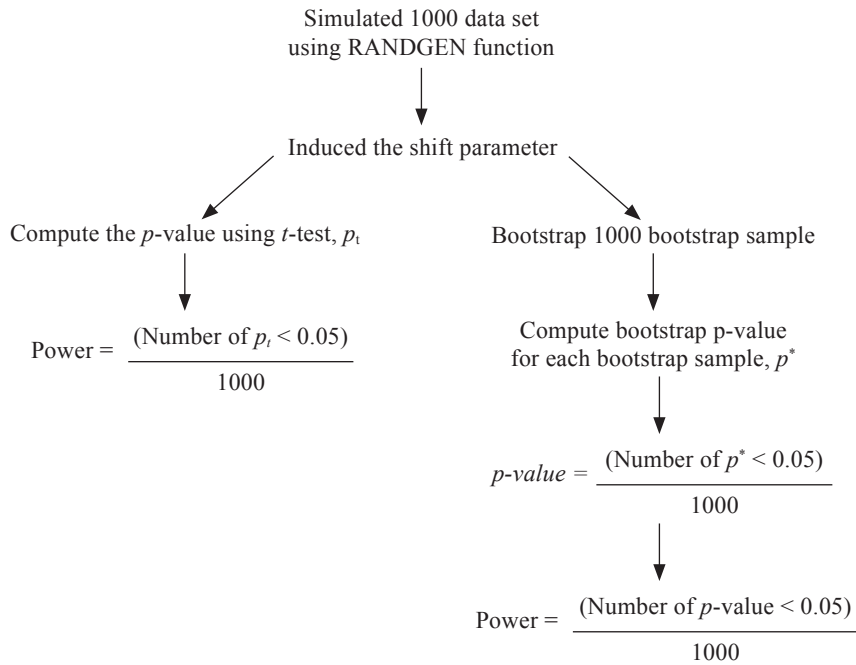 Simulated 1000 data set
using RANDGEN function
Induced the shift parameter
Compute the p-value using t-test, pₜ
Power = (Number of pₜ < 0.05)
1000
Bootstrap 1000 bootstrap sample
Compute bootstrap p-value
for each bootstrap sample, p*
p-value = (Number of p* < 0.05)
1000
Power = (Number of p-value < 0.05)
1000